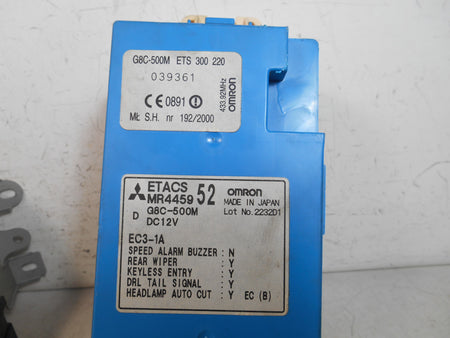 G8C-500M ETS 300 220
039361
CE 0891
433.92MHz
OMRON
MŁ S.H. nr 192/2000
ETACS
MR4459 52
OMRON
MADE IN JAPAN
D G8C-500M
Lot No.2232D1
DC12V
EC3-1A
SPEED ALARM BUZZER : N
REAR WIPER : Y
KEYLESS ENTRY : Y
DRL TAIL SIGNAL : Y
HEADLAMP AUTO CUT : Y EC (B)